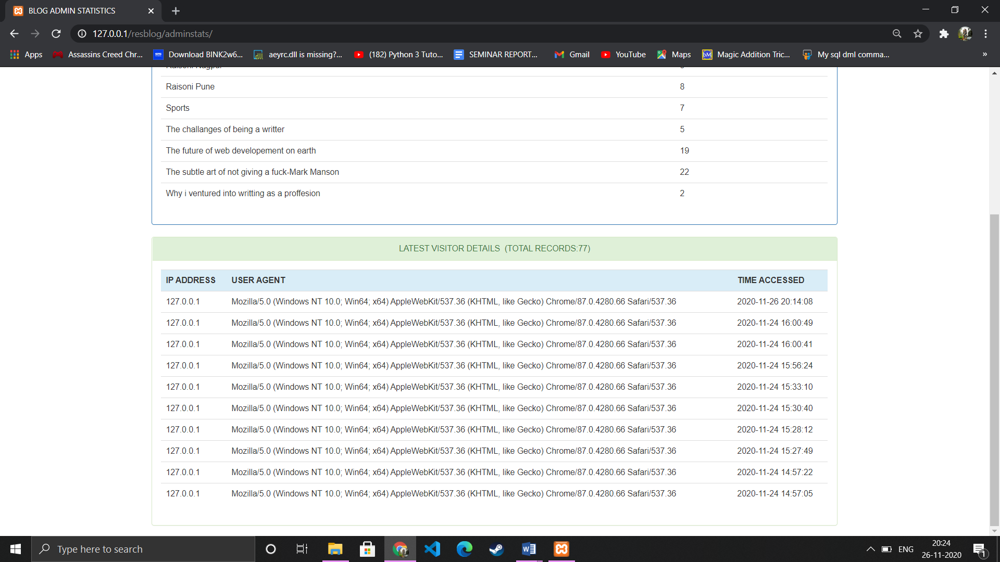 BLOG ADMIN STATISTICS
127.0.0.1/resblog/adminstats/
Apps Assassins Creed Chr... Download BINK2w6... aeyrc.dll is missing?... (182) Python 3 Tuto... SEMINAR REPORT... Gmail YouTube Maps Magic Addition Tric... My sql dml comma... »
Raisoni Pune 8
Sports 7
The challanges of being a writter 5
The future of web developement on earth 19
The subtle art of not giving a fuck-Mark Manson 22
Why i ventured into writting as a proffesion 2
LATEST VISITOR DETAILS (TOTAL RECORDS:77)
IP ADDRESS USER AGENT TIME ACCESSED
127.0.0.1 Mozilla/5.0 (Windows NT 10.0; Win64; x64) AppleWebKit/537.36 (KHTML, like Gecko) Chrome/87.0.4280.66 Safari/537.36 2020-11-26 20:14:08
127.0.0.1 Mozilla/5.0 (Windows NT 10.0; Win64; x64) AppleWebKit/537.36 (KHTML, like Gecko) Chrome/87.0.4280.66 Safari/537.36 2020-11-24 16:00:49
127.0.0.1 Mozilla/5.0 (Windows NT 10.0; Win64; x64) AppleWebKit/537.36 (KHTML, like Gecko) Chrome/87.0.4280.66 Safari/537.36 2020-11-24 16:00:41
127.0.0.1 Mozilla/5.0 (Windows NT 10.0; Win64; x64) AppleWebKit/537.36 (KHTML, like Gecko) Chrome/87.0.4280.66 Safari/537.36 2020-11-24 15:56:24
127.0.0.1 Mozilla/5.0 (Windows NT 10.0; Win64; x64) AppleWebKit/537.36 (KHTML, like Gecko) Chrome/87.0.4280.66 Safari/537.36 2020-11-24 15:33:10
127.0.0.1 Mozilla/5.0 (Windows NT 10.0; Win64; x64) AppleWebKit/537.36 (KHTML, like Gecko) Chrome/87.0.4280.66 Safari/537.36 2020-11-24 15:30:40
127.0.0.1 Mozilla/5.0 (Windows NT 10.0; Win64; x64) AppleWebKit/537.36 (KHTML, like Gecko) Chrome/87.0.4280.66 Safari/537.36 2020-11-24 15:28:12
127.0.0.1 Mozilla/5.0 (Windows NT 10.0; Win64; x64) AppleWebKit/537.36 (KHTML, like Gecko) Chrome/87.0.4280.66 Safari/537.36 2020-11-24 15:27:49
127.0.0.1 Mozilla/5.0 (Windows NT 10.0; Win64; x64) AppleWebKit/537.36 (KHTML, like Gecko) Chrome/87.0.4280.66 Safari/537.36 2020-11-24 14:57:22
127.0.0.1 Mozilla/5.0 (Windows NT 10.0; Win64; x64) AppleWebKit/537.36 (KHTML, like Gecko) Chrome/87.0.4280.66 Safari/537.36 2020-11-24 14:57:05
Type here to search
ENG
20:24
26-11-2020
1